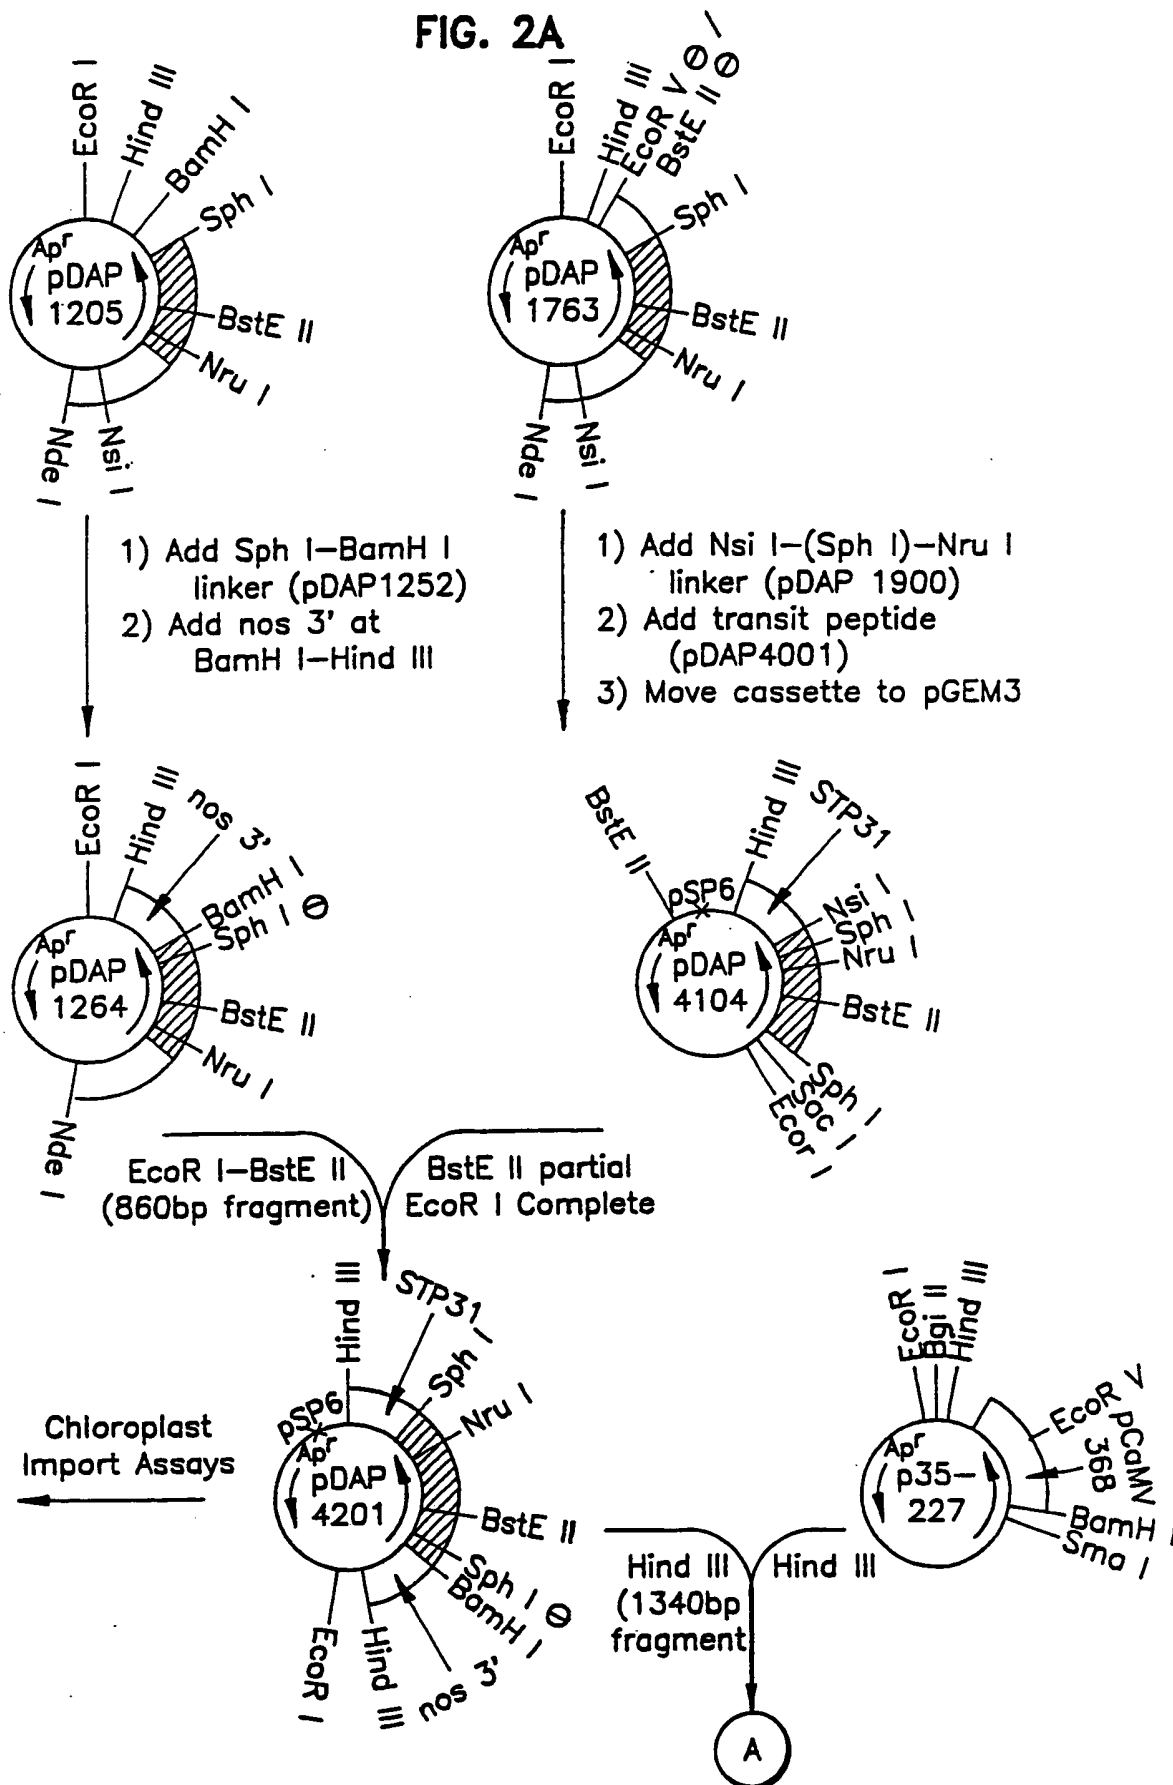 FIG. 2A
EcoR I
Hind III
BamH I
Sph I
BstE II
Nru I
Nsi I
Nde I
Apr
pDAP
1205
EcoR I
Hind III
EcoR V ⊖
BstE II ⊖
Sph I
BstE II
Nru I
Nsi I
Nde I
Apr
pDAP
1763
1) Add Sph I–BamH I
linker (pDAP1252)
2) Add nos 3' at
BamH I–Hind III
1) Add Nsi I–(Sph I)–Nru I
linker (pDAP 1900)
2) Add transit peptide
(pDAP4001)
3) Move cassette to pGEM3
EcoR I
Hind III
nos 3'
BamH I
Sph I ⊖
BstE II
Nru I
Nde I
Apr
pDAP
1264
BstE II
pSP6
Hind III
STP31
Nsi I
Sph I
Nru I
BstE II
Sph I
Sac I
Ecor I
Apr
pDAP
4104
EcoR I–BstE II
(860bp fragment)
BstE II partial
EcoR I Complete
Hind III
STP31
Sph I
Nru I
BstE II
Sph I ⊖
BamH I
nos 3'
Hind III
EcoR I
pSP6
Apr
pDAP
4201
Chloroplast
Import Assays
EcoR I
Bgl II
Hind III
EcoR V
pCaMV
368
BamH I
Sma I
Apr
p35–
227
Hind III
(1340bp
fragment
Hind III
A